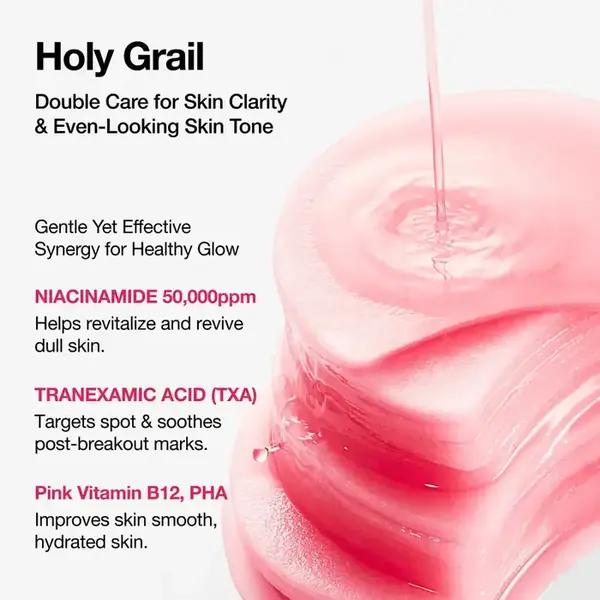 Holy Grail
Double Care for Skin Clarity
& Even-Looking Skin Tone
Gentle Yet Effective
Synergy for Healthy Glow
NIACINAMIDE 50,000ppm
Helps revitalize and revive
dull skin.
TRANEXAMIC ACID (TXA)
Targets spot & soothes
post-breakout marks.
Pink Vitamin B12, PHA
Improves skin smooth,
hydrated skin.